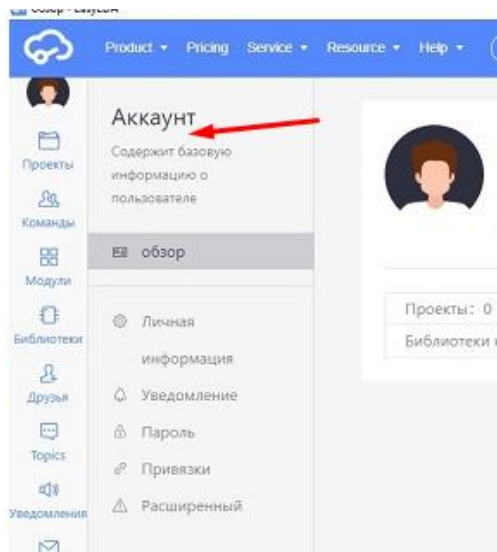 Product Pricing Service Resource Help
Аккаунт
Содержит базовую
информацию о
пользователе
обзор
Личная
информация
Уведомление
Пароль
Привязки
Расширенный
Проекты
Команды
Модули
Библиотеки
Друзья
Topics
Уведомления
Проекты: 0
Библиотеки